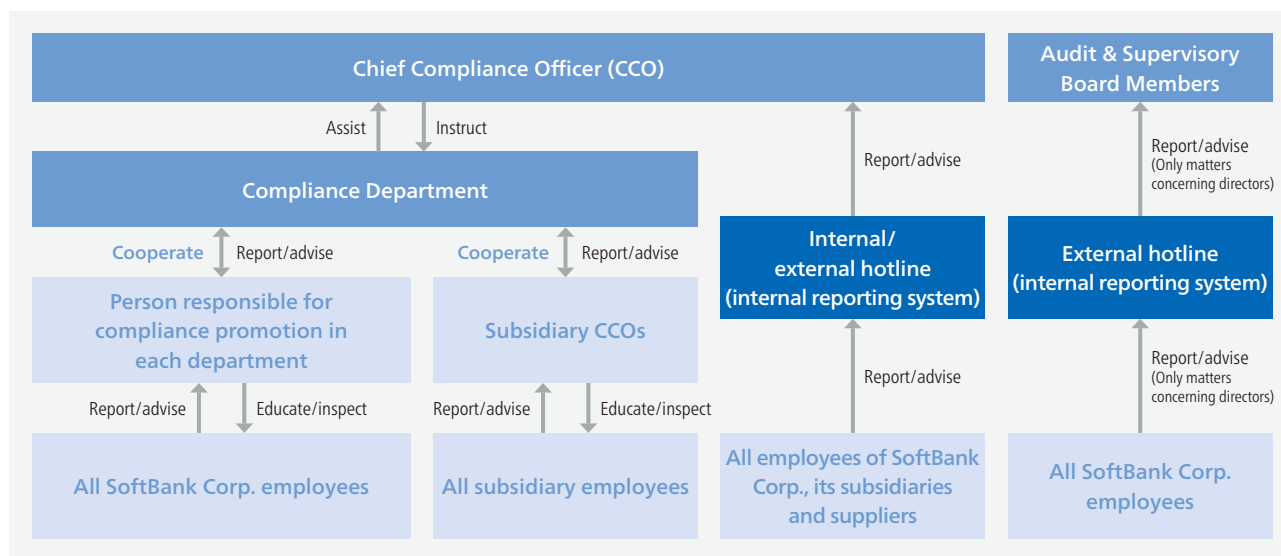 Chief Compliance Officer (CCO)
Audit & Supervisory
Board Members
Assist
Instruct
Report/advise
Report/advise
(Only matters
concerning directors)
Compliance Department
Cooperate
Report/advise
Cooperate
Report/advise
Internal/
external hotline
(internal reporting system)
External hotline
(internal reporting system)
Person responsible for
compliance promotion in
each department
Subsidiary CCOs
Report/advise
Educate/inspect
Report/advise
Educate/inspect
Report/advise
Report/advise
(Only matters
concerning directors)
All SoftBank Corp. employees
All subsidiary employees
All employees of SoftBank
Corp., its subsidiaries
and suppliers
All SoftBank Corp.
employees